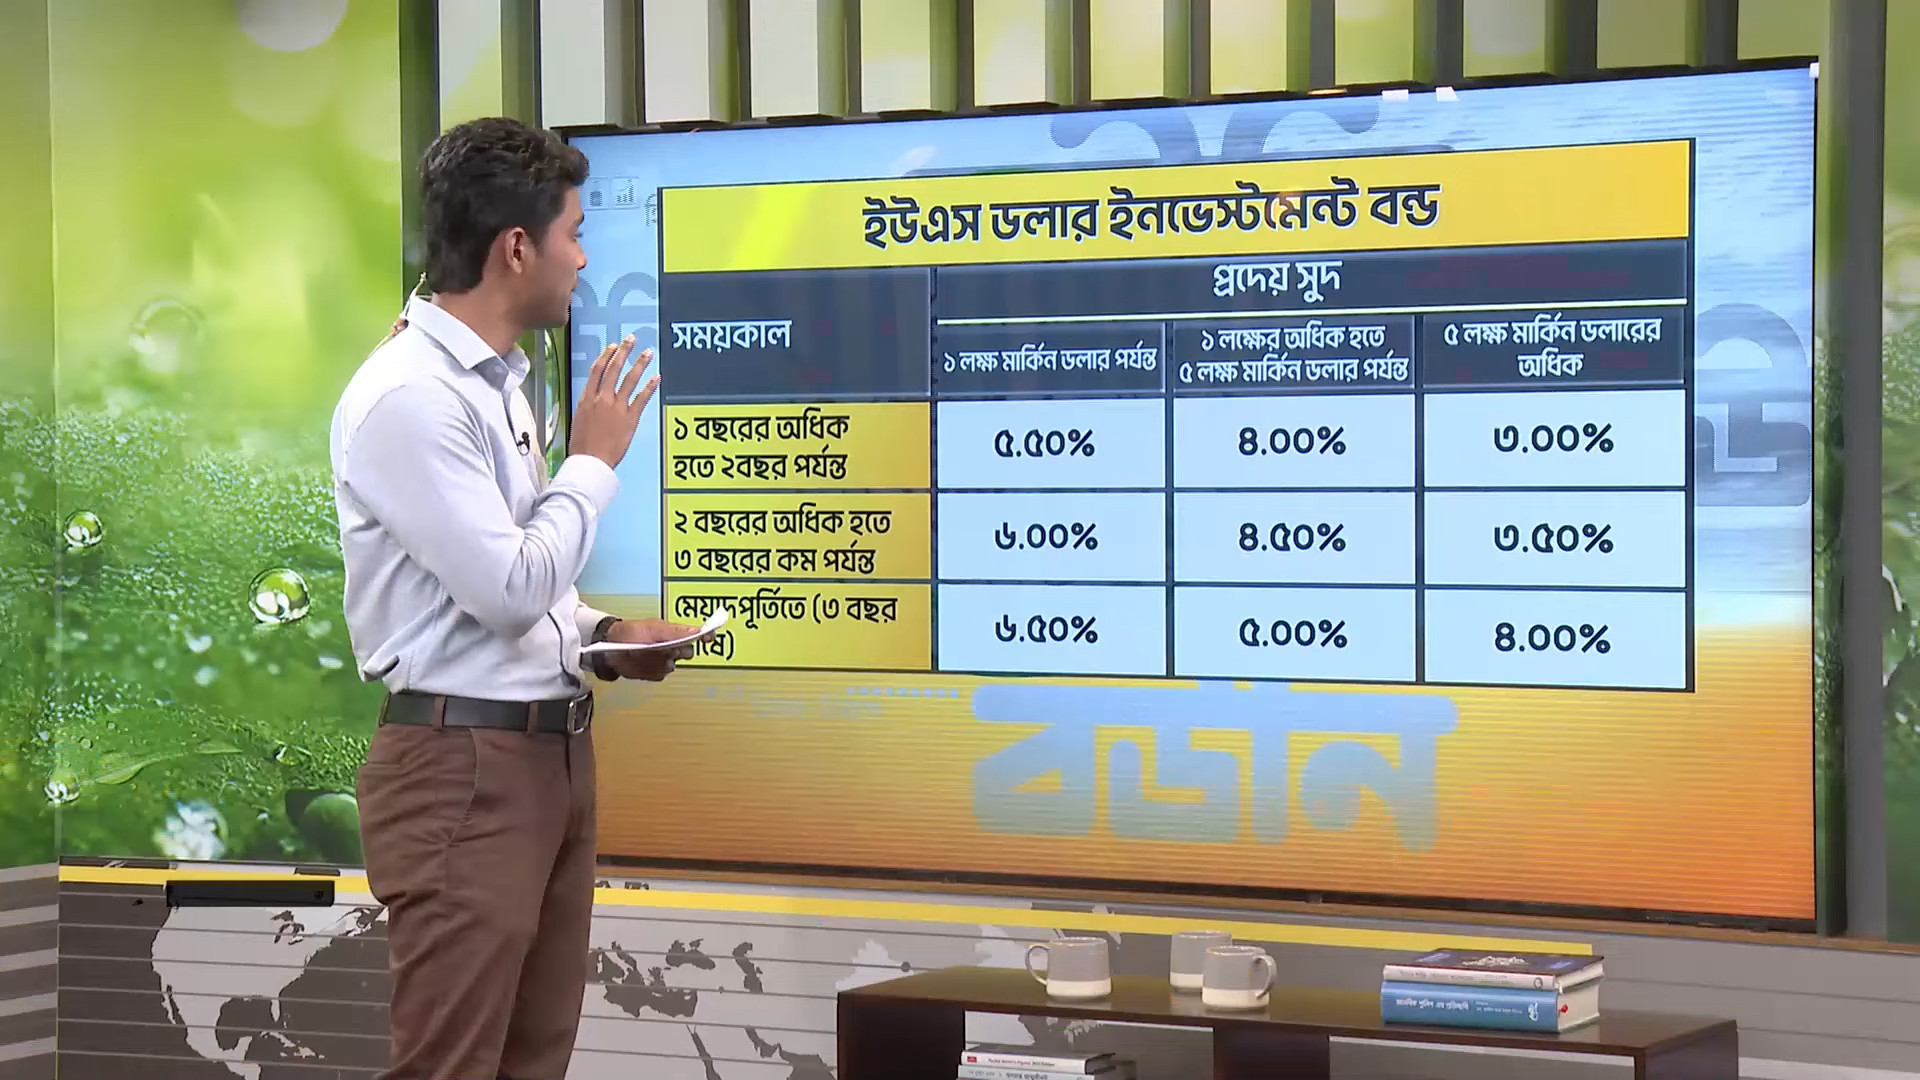 ইউএস ডলার ইনভেস্টমেন্ট বন্ড
সময়কাল
প্রদেয় সুদ
১ লক্ষ মার্কিন ডলার পর্যন্ত
১ লক্ষের অধিক হতে
৫ লক্ষ মার্কিন ডলার পর্যন্ত
৫ লক্ষ মার্কিন ডলারের
অধিক
১ বছরের অধিক
হতে ২বছর পর্যন্ত
৫.৫০%
৪.০০%
৩.০০%
২ বছরের অধিক হতে
৩ বছরের কম পর্যন্ত
৬.০০%
৪.৫০%
৩.৫০%
মেয়াদপূর্তিতে (৩ বছর
৬.৫০%
৫.০০%
৪.০০%